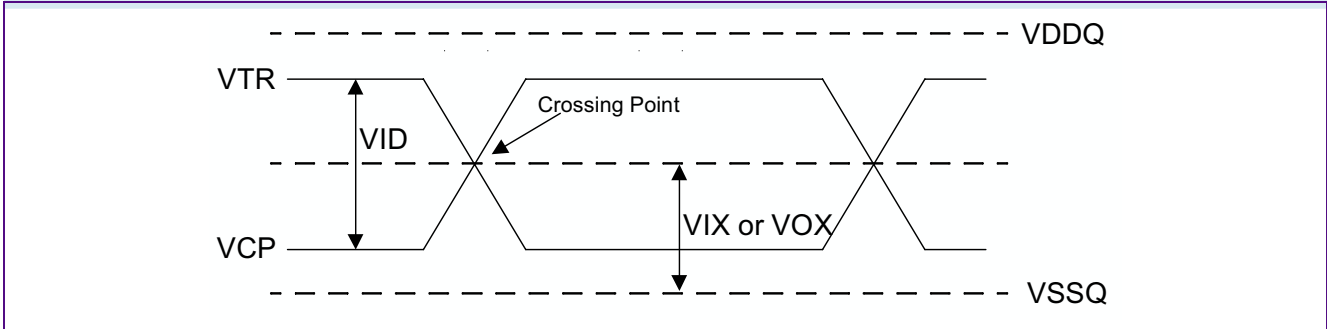 VDDQ
VTR
Crossing Point
VID
VIX or VOX
VCP
VSSQ